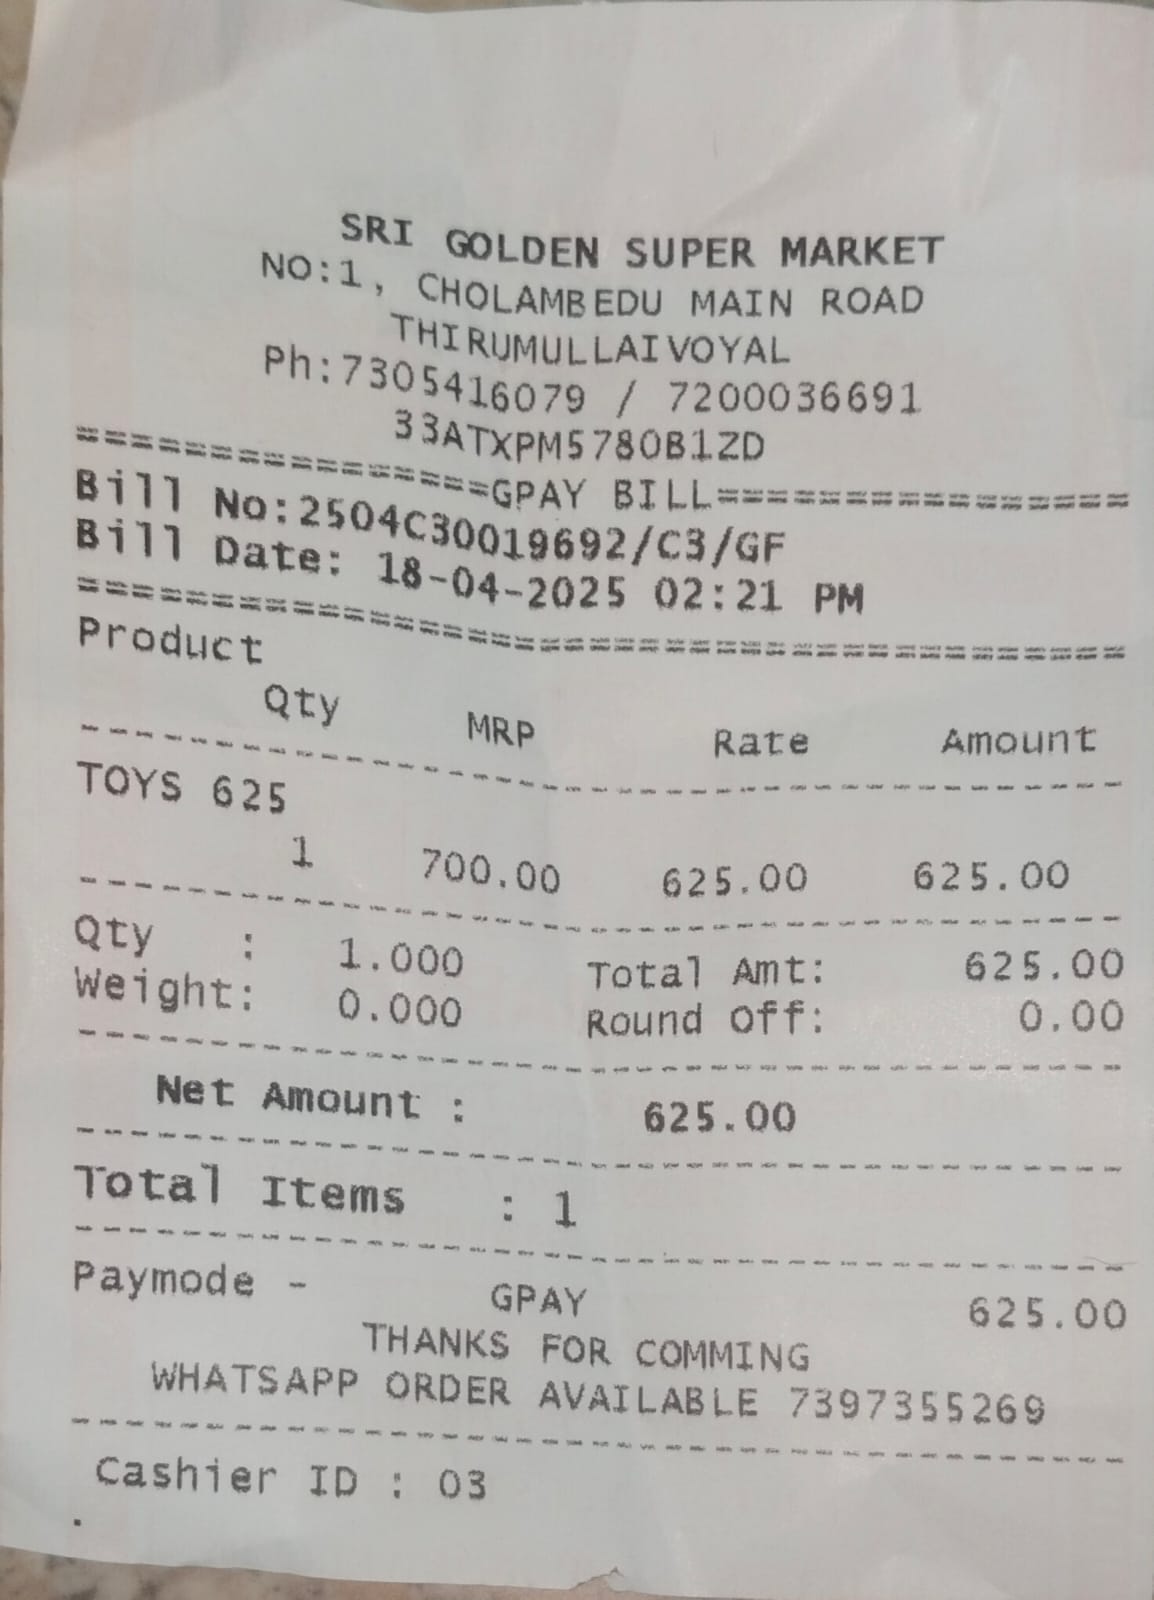 SRI GOLDEN SUPER MARKET
NO:1, CHOLAMBEDU MAIN ROAD
THIRUMULLAIVOYAL
Ph:7305416079 / 7200036691
33ATXPM5780B1ZD
================GPAY BILL================
Bill No:2504C30019692/C3/GF
Bill Date: 18-04-2025 02:21 PM
Product
Qty MRP Rate Amount
TOYS 625
1 700.00 625.00 625.00
Qty : 1.000 Total Amt: 625.00
Weight: 0.000 Round Off: 0.00
Net Amount : 625.00
Total Items : 1
Paymode - GPAY 625.00
THANKS FOR COMMING
WHATSAPP ORDER AVAILABLE 7397355269
Cashier ID : 03
.